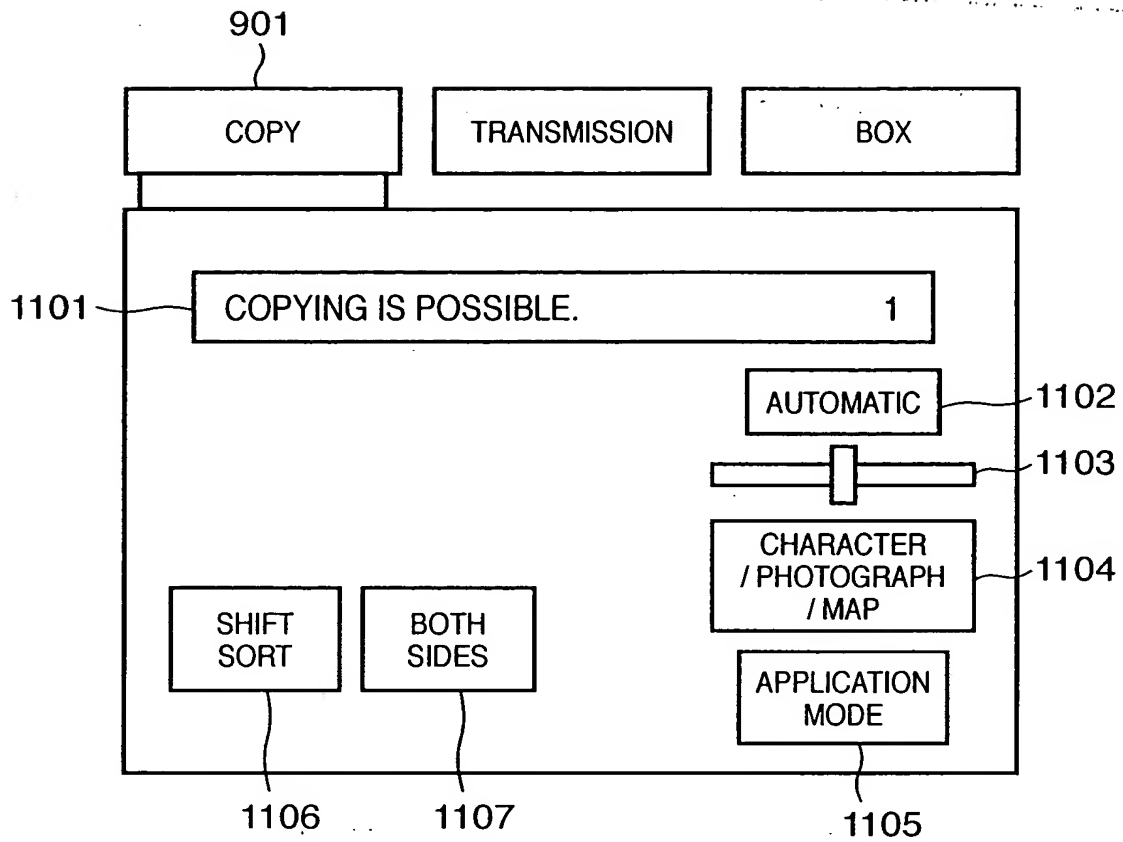 901
COPY
TRANSMISSION
BOX
1101
COPYING IS POSSIBLE. 1
AUTOMATIC
1102
1103
CHARACTER
/ PHOTOGRAPH
/ MAP
1104
SHIFT
SORT
BOTH
SIDES
APPLICATION
MODE
1106
1107
1105